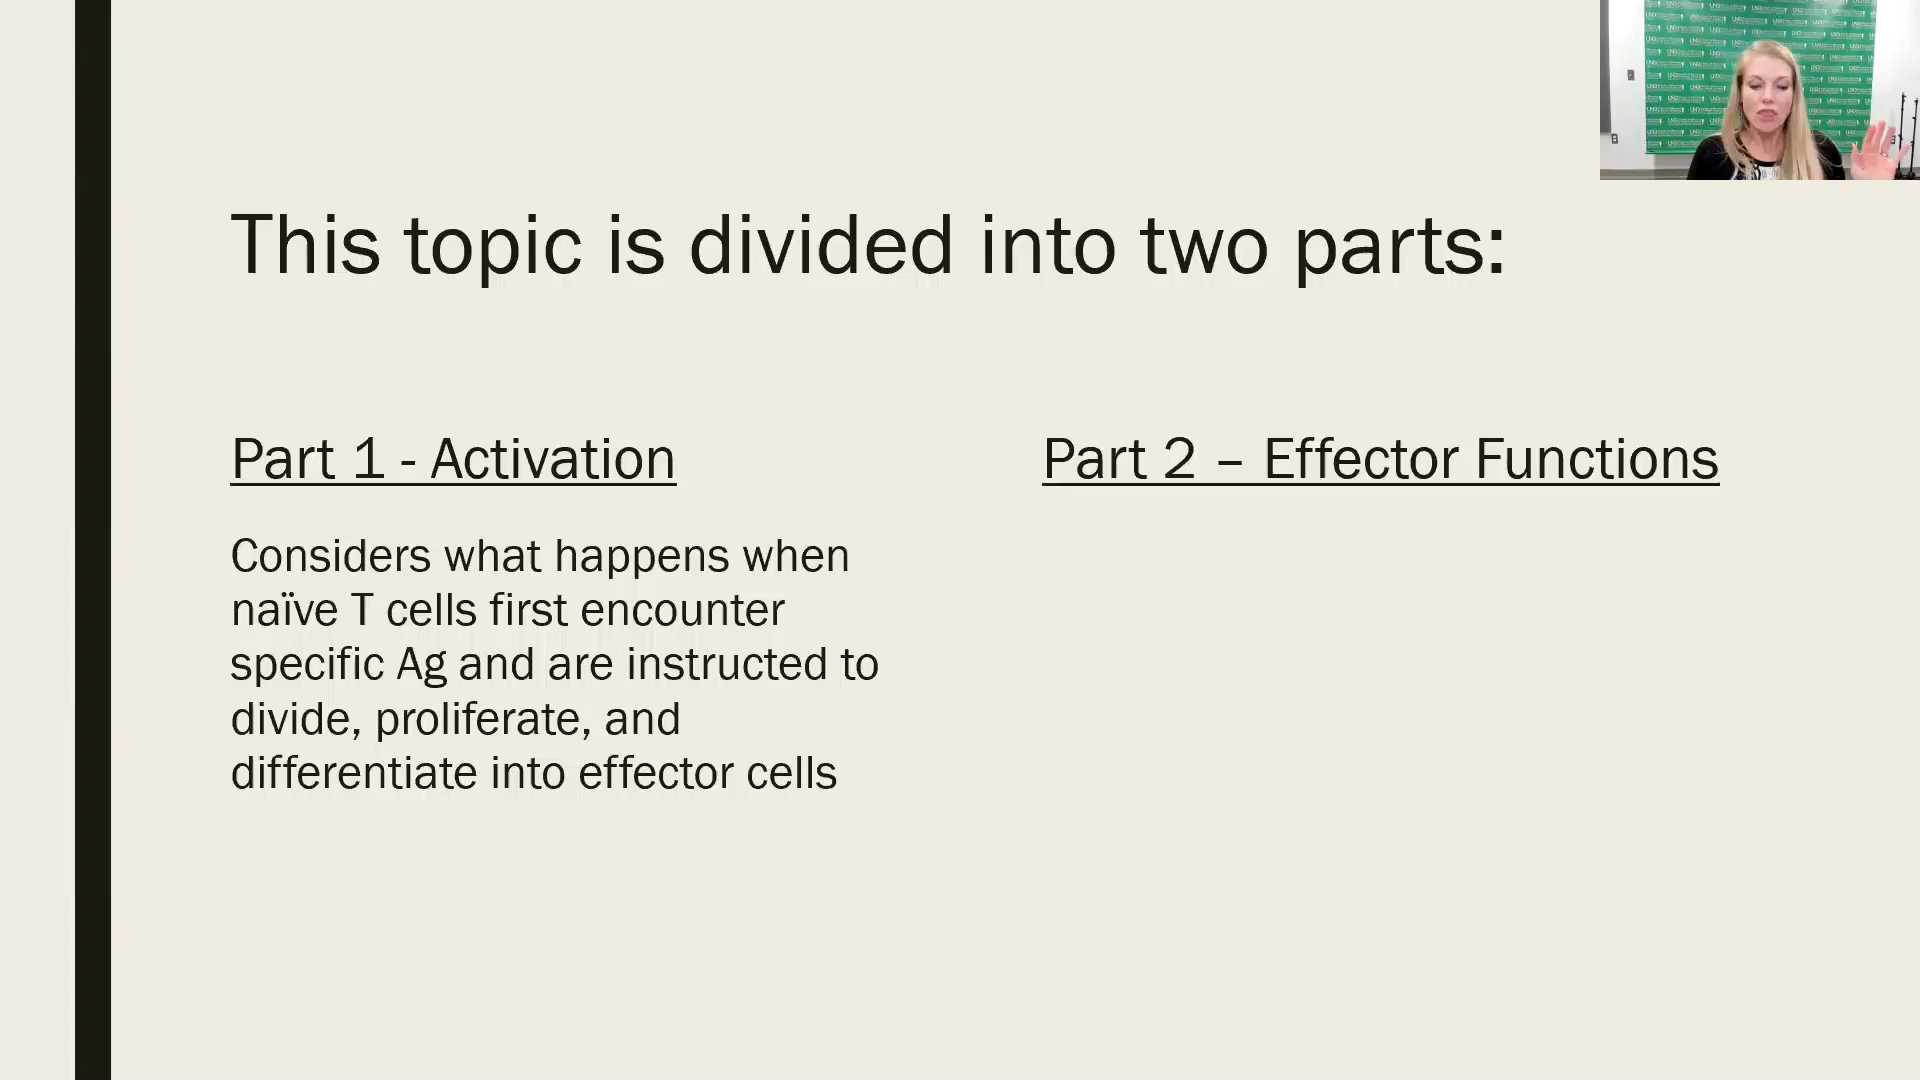 This topic is divided into two parts:
Part 1 - Activation
Considers what happens when
naïve T cells first encounter
specific Ag and are instructed to
divide, proliferate, and
differentiate into effector cells
Part 2 – Effector Functions